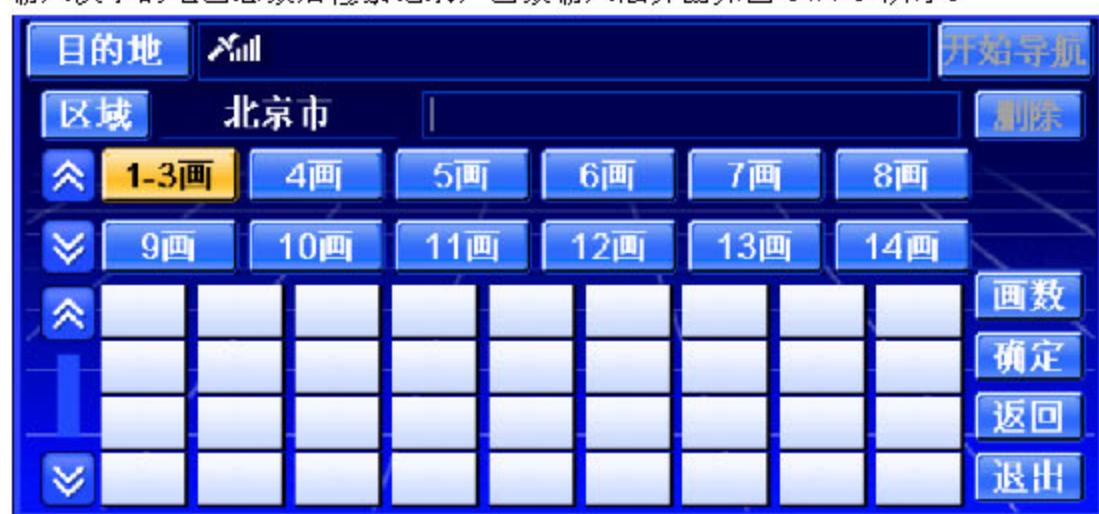 目的地 开始导航
区域 北京市 删除
1-3画 4画 5画 6画 7画 8画
9画 10画 11画 12画 13画 14画
画数
确定
返回
退出